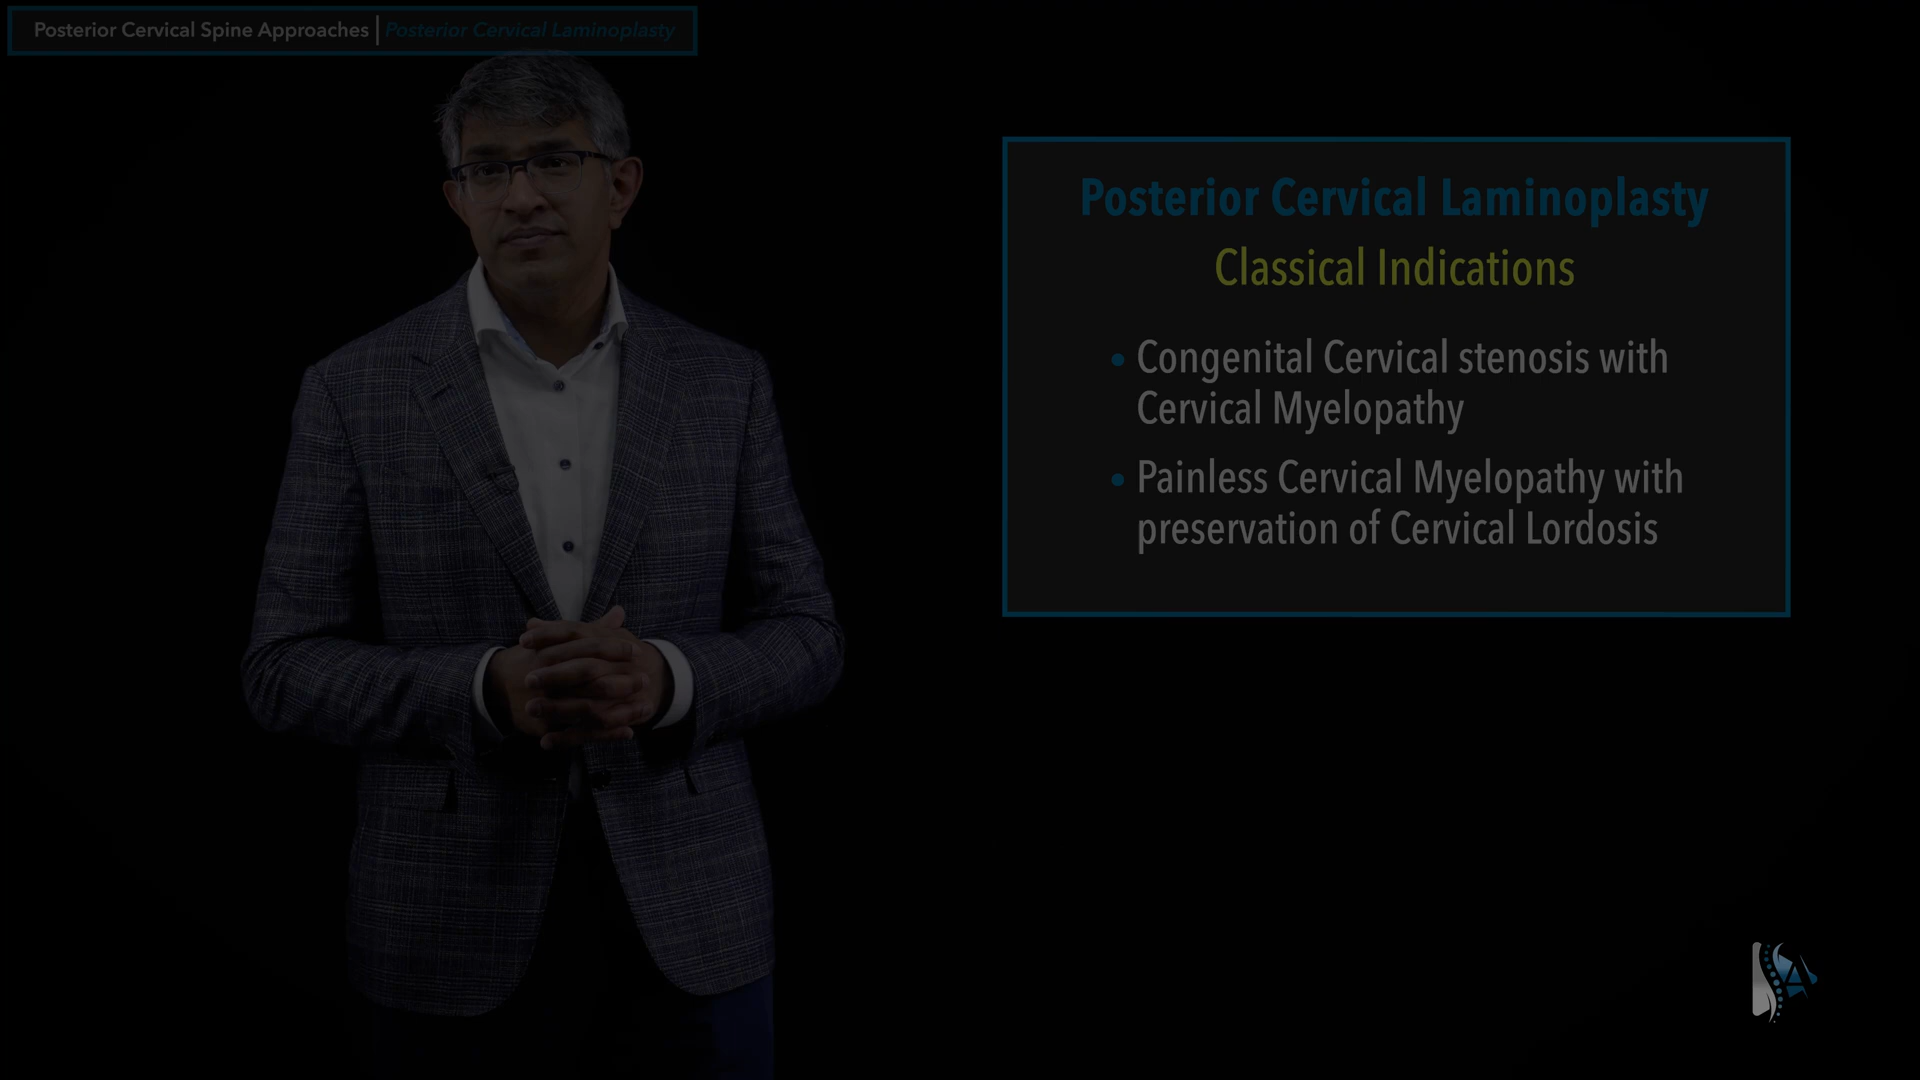 Posterior Cervical Spine Approaches | Posterior Cervical Laminoplasty
Posterior Cervical Laminoplasty
Classical Indications
• Congenital Cervical stenosis with
Cervical Myelopathy
• Painless Cervical Myelopathy with
preservation of Cervical Lordosis